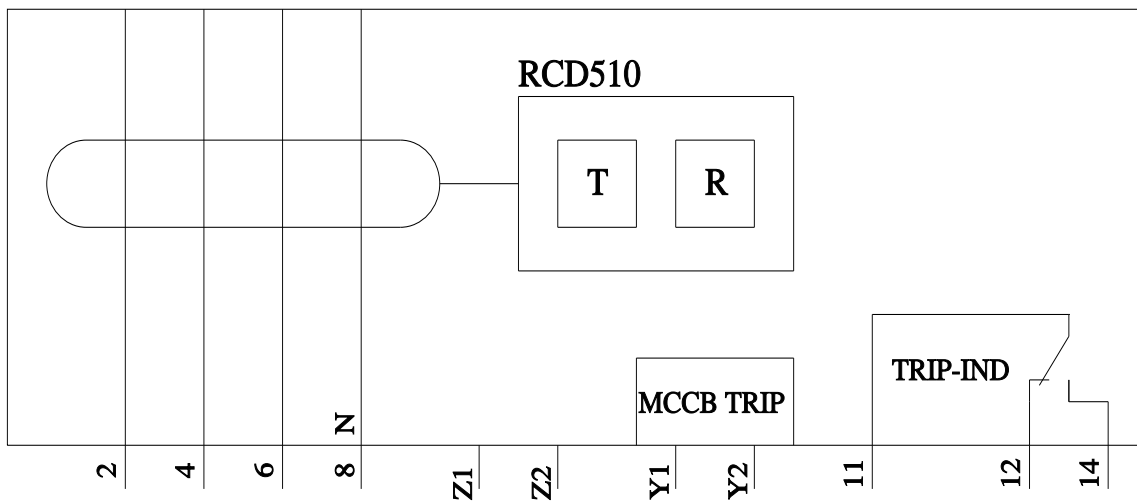 RCD510
T R
TRIP-IND
MCCB TRIP
N
2 4 6 8 Z1 Z2 Y1 Y2 11 12 14